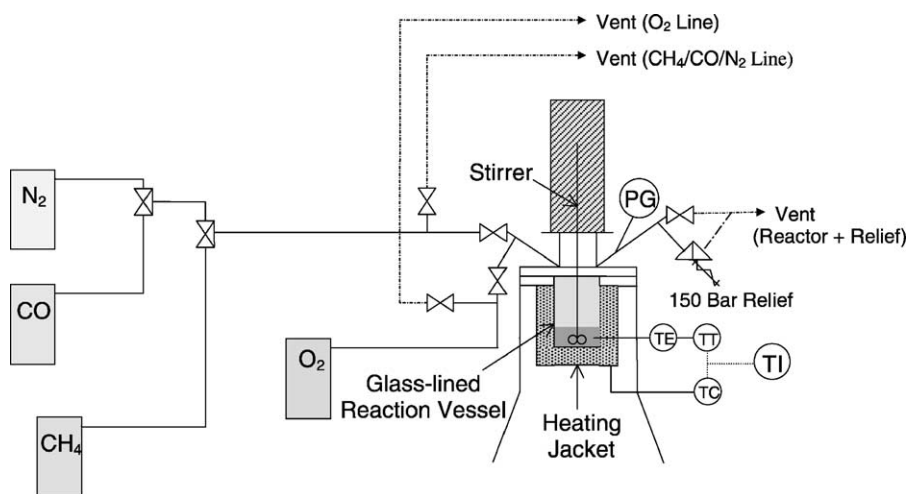 Vent (O₂ Line)
Vent (CH₄/CO/N₂ Line)
Stirrer
PG
N₂
Vent
(Reactor + Relief)
CO
150 Bar Relief
O₂
TE
TT
TI
Glass-lined
Reaction Vessel
TC
Heating
Jacket
CH₄